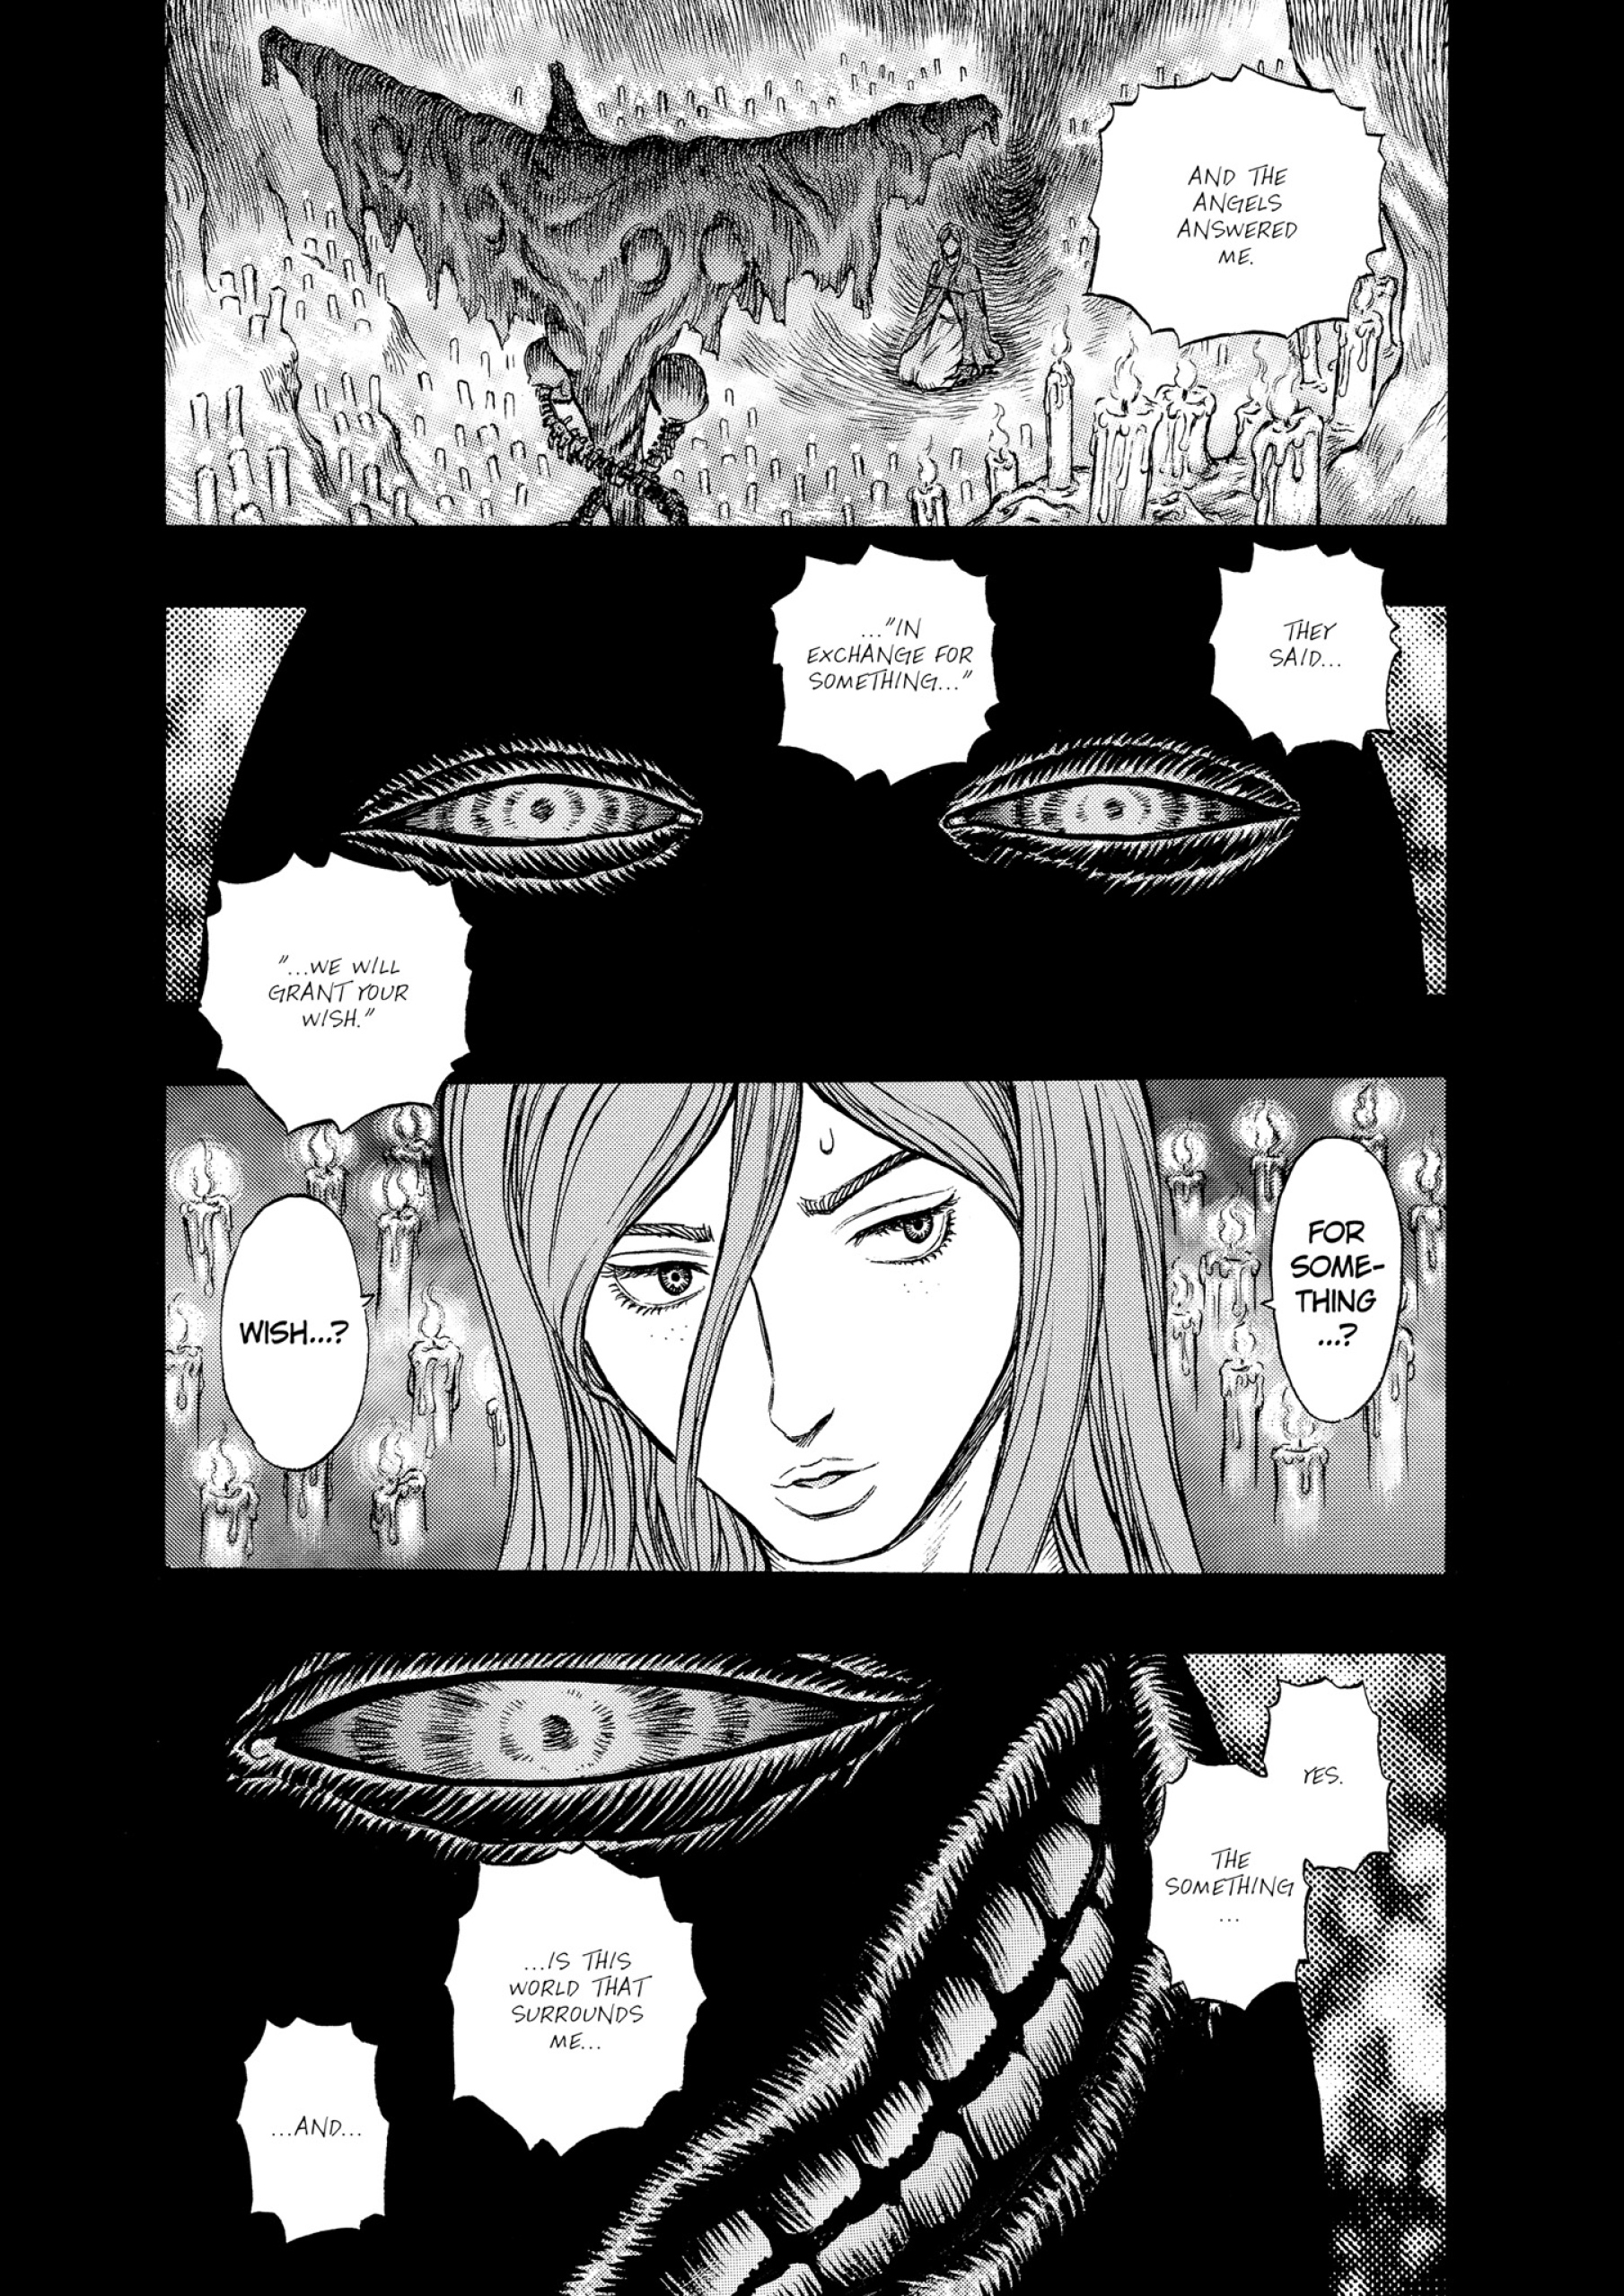 AND THE
ANGELS
ANSWERED
ME.
THEY
SAID...
..."IN
EXCHANGE FOR
SOMETHING..."
"...WE WILL
GRANT YOUR
WISH."
FOR
SOME-
THING
...?
WISH...?
YES.
THE
SOMETHING
...
...IS THIS
WORLD THAT
SURROUNDS
ME...
...AND...